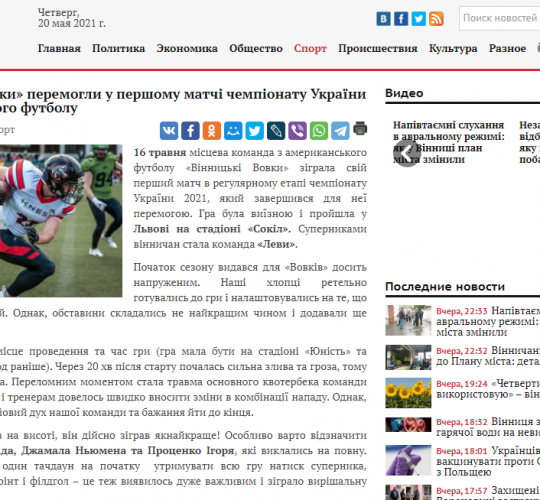 Четверг,
20 мая 2021 г.
Поиск новостей
Главная Политика Экономика Общество Спорт Происшествия Культура Разное
ки» перемогли у першому матчі чемпіонату України
ого футболу
орт
16 травня місцева команда з американського
футболу «Вінницькі Вовки» зіграла свій
перший матч в регулярному етапі чемпіонату
України 2021, який завершився для неї
перемогою. Гра була виїзною і пройшла у
Львові на стадіоні «Сокіл». Суперниками
вінничан стала команда «Леви».
Початок сезону видався для «Вовків» досить
напруженим. Наші хлопці ретельно
готувались до гри і налаштовувались на те, що
й. Однак, обставини складались не найкращим чином і додавали ще
місце проведення та час гри (гра мала бути на стадіоні «Юність» та
од раніше). Через 20 хв після старту почалась сильна злива та гроза, тому
а. Переломним моментом стала травма основного квотербека команди
і тренерам довелось швидко вносити зміни в комбінації нападу. Однак,
йовий дух нашої команди та бажання йти до кінця.
в на висоті, він дійсно зіграв якнайкраще! Особливо варто відзначити
да, Джамала Ньюмена та Проценко Ігоря, які виклались на повну.
один тачдаун на початку утримувати всю гру натиск суперника,
ойнт і філдгол – це теж виявилось дуже важливим і зіграло вирішальну
Видео
Напівтаємні слухання
в авральному режимі:
як у Вінниці план
міста змінили
Неза
відб
яку
поба
Последние новости
Вчера, 22:33 Напівтаєм
авральному режимі:
міста змінили
Вчера, 22:32 Вінничан
до Плану міста: дета
Вчера, 19:24 «Четверти
використовую» – він
Вчера, 18:32 Вінниця з
гарячої води на неви
Вчера, 18:01 Українців
вакцинувати проти С
з Польщею
Вчера, 17:57 Захищені